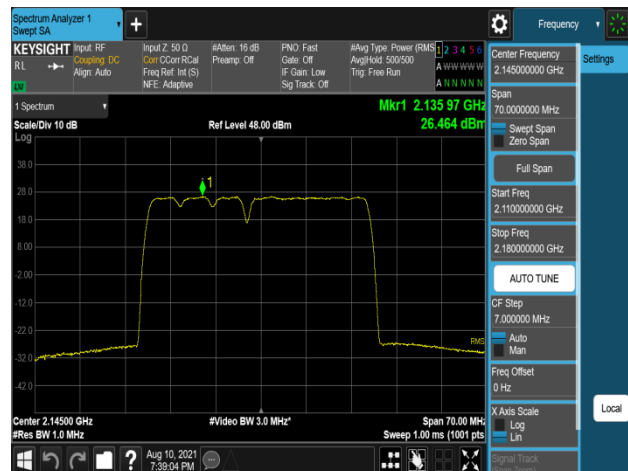 Spectrum Analyzer 1
Swept SA
Frequency
KEYSIGHT
Input: RF
Input Z: 50 Ω
#Atten: 16 dB
PNO: Fast
#Avg Type: Power (RMS
1 2 3 4 5 6
RL
Coupling: DC
Corr CCorr RCal
Preamp: Off
Gate: Off
Avg|Hold: 500/500
A W W W W W
Align: Auto
Freq Ref: Int (S)
IF Gain: Low
Trig: Free Run
NFE: Adaptive
Sig Track: Off
A N N N N N
LXI
1 Spectrum
Mkr1 2.135 97 GHz
Scale/Div 10 dB
Ref Level 48.00 dBm
26.464 dBm
Log
38.0
28.0
18.0
8.00
-2.00
-12.0
-22.0
-32.0
-42.0
1
RMS
Center 2.14500 GHz
#Video BW 3.0 MHz*
Span 70.00 MHz
#Res BW 1.0 MHz
Sweep 1.00 ms (1001 pts
Aug 10, 2021
7:39:04 PM
?
Center Frequency
2.145000000 GHz
Settings
Span
70.0000000 MHz
Swept Span
Zero Span
Full Span
Start Freq
2.110000000 GHz
Stop Freq
2.180000000 GHz
AUTO TUNE
CF Step
7.000000 MHz
Auto
Man
Freq Offset
0 Hz
X Axis Scale
Log
Lin
Local
Signal Track